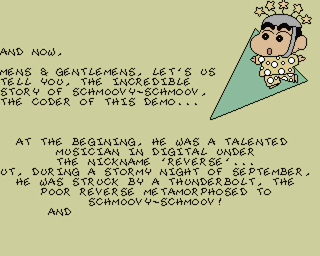 AND NOW,
MENS & GENTLEMENS, LET'S US
TELL YOU, THE INCREDIBLE
STORY OF SCHMOOVY-SCHMOOV,
THE CODER OF THIS DEMO...
AT THE BEGINING, HE WAS A TALENTED
MUSICIAN IN DIGITAL UNDER
THE NICKNAME 'REVERSE'...
UT, DURING A STORMY NIGHT OF SEPTEMBER,
HE WAS STRUCK BY A THUNDERBOLT, THE
POOR REVERSE METAMORPHOSED TO
SCHMOOVY-SCHMOOV!
AND